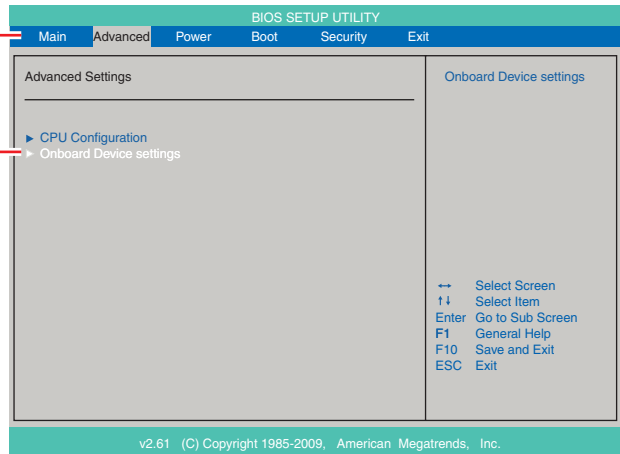 BIOS SETUP UTILITY
Main Advanced Power Boot Security Exit
Advanced Settings
► CPU Configuration
► Onboard Device settings
Onboard Device settings
↔ Select Screen
↑↓ Select Item
Enter Go to Sub Screen
F1 General Help
F10 Save and Exit
ESC Exit
v2.61 (C) Copyright 1985-2009, American Megatrends, Inc.